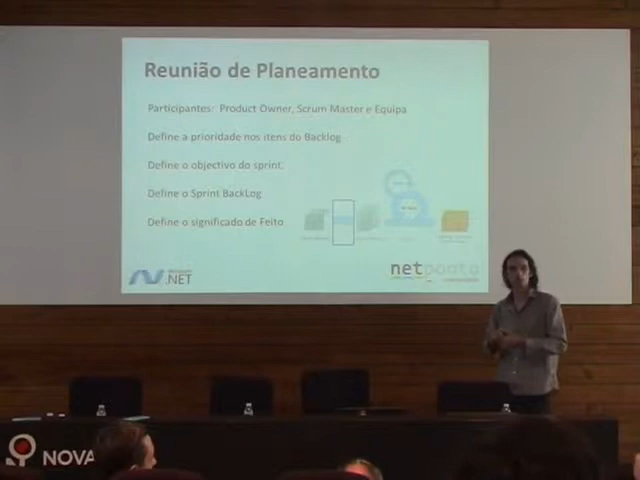 Reunião de Planeamento
Participantes: Product Owner, Scrum Master e Equipa
Define a prioridade nos itens do Backlog
Define o objectivo do sprint
Define o Sprint BackLog
Define o significado de Feito
.NET
netponto
NOVA